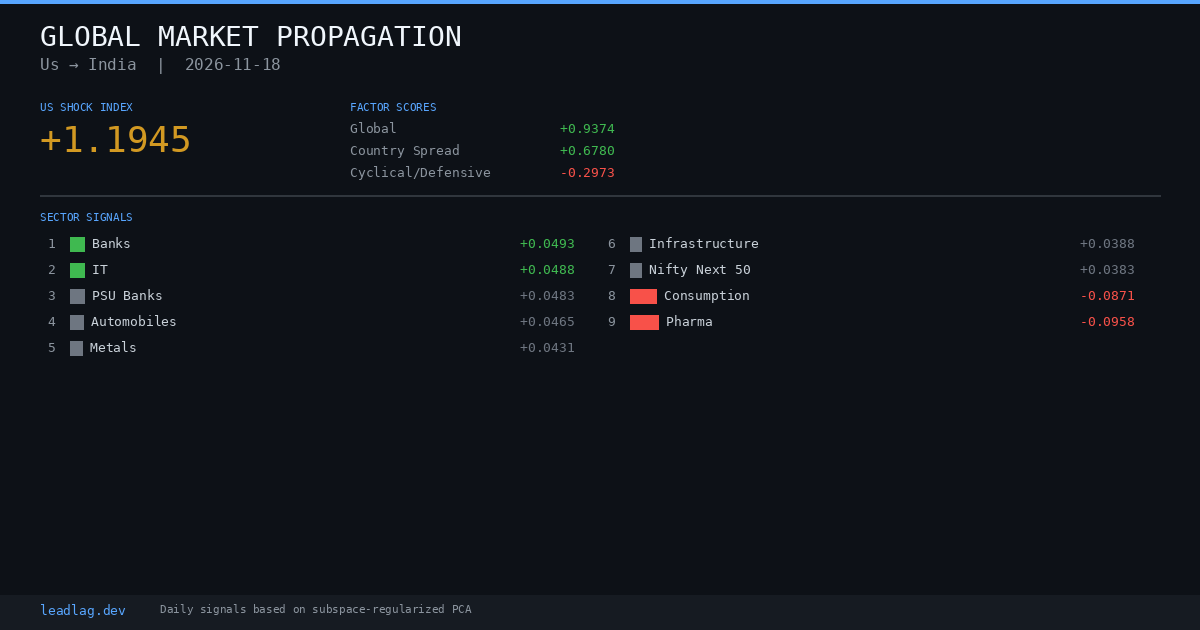 GLOBAL MARKET PROPAGATION
Us → India | 2026-11-18
US SHOCK INDEX
+1.1945
FACTOR SCORES
Global +0.9374
Country Spread +0.6780
Cyclical/Defensive -0.2973
SECTOR SIGNALS
1 Banks +0.0493
2 IT +0.0488
3 PSU Banks +0.0483
4 Automobiles +0.0465
5 Metals +0.0431
6 Infrastructure +0.0388
7 Nifty Next 50 +0.0383
8 Consumption -0.0871
9 Pharma -0.0958
leadlag.dev Daily signals based on subspace-regularized PCA